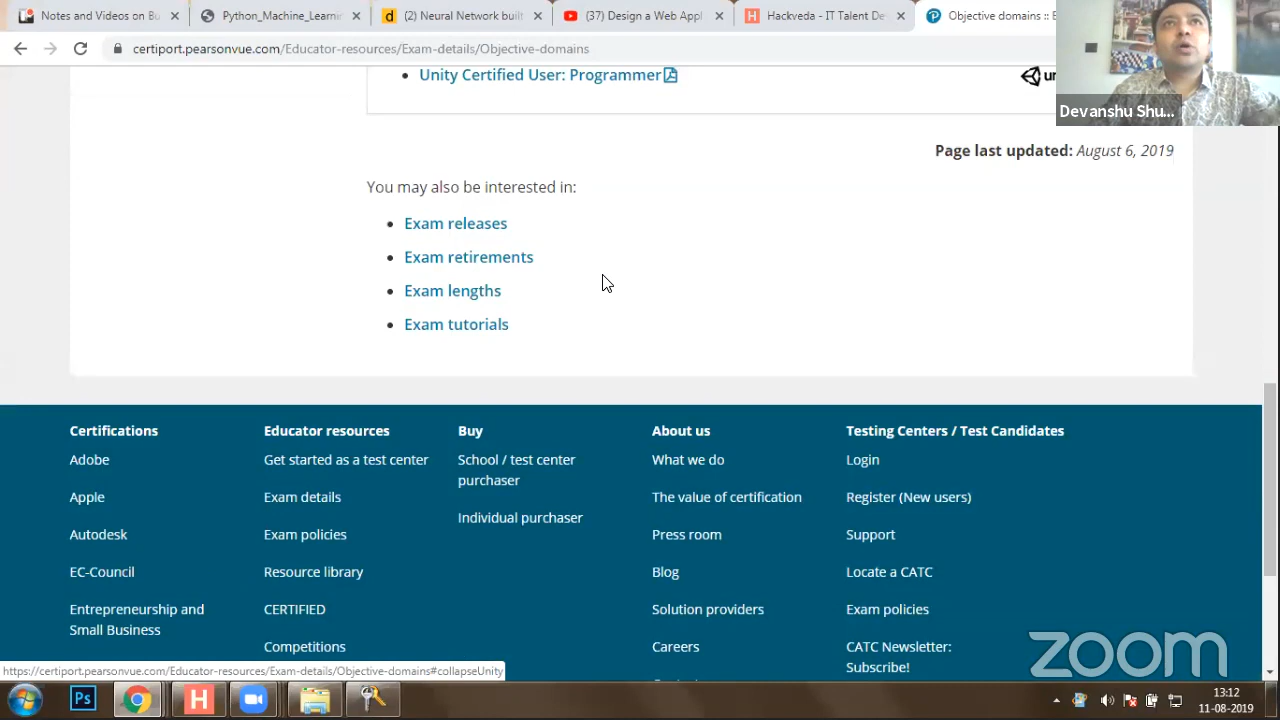 Notes and Videos on Bu
Python_Machine_Learni
(2) Neural Network built
(37) Design a Web Appl
Hackveda - IT Talent De
Objective domains :: E
certiport.pearsonvue.com/Educator-resources/Exam-details/Objective-domains
Unity Certified User: Programmer
Devanshu Shu...
Page last updated: August 6, 2019
You may also be interested in:
Exam releases
Exam retirements
Exam lengths
Exam tutorials
Certifications
Adobe
Apple
Autodesk
EC-Council
Entrepreneurship and
Small Business
Educator resources
Get started as a test center
Exam details
Exam policies
Resource library
CERTIFIED
Competitions
Buy
School / test center
purchaser
Individual purchaser
About us
What we do
The value of certification
Press room
Blog
Solution providers
Careers
Testing Centers / Test Candidates
Login
Register (New users)
Support
Locate a CATC
Exam policies
CATC Newsletter:
Subscribe!
https://certiport.pearsonvue.com/Educator-resources/Exam-details/Objective-domains#collapseUnity
zoom
Ps
H
13:12
11-08-2019